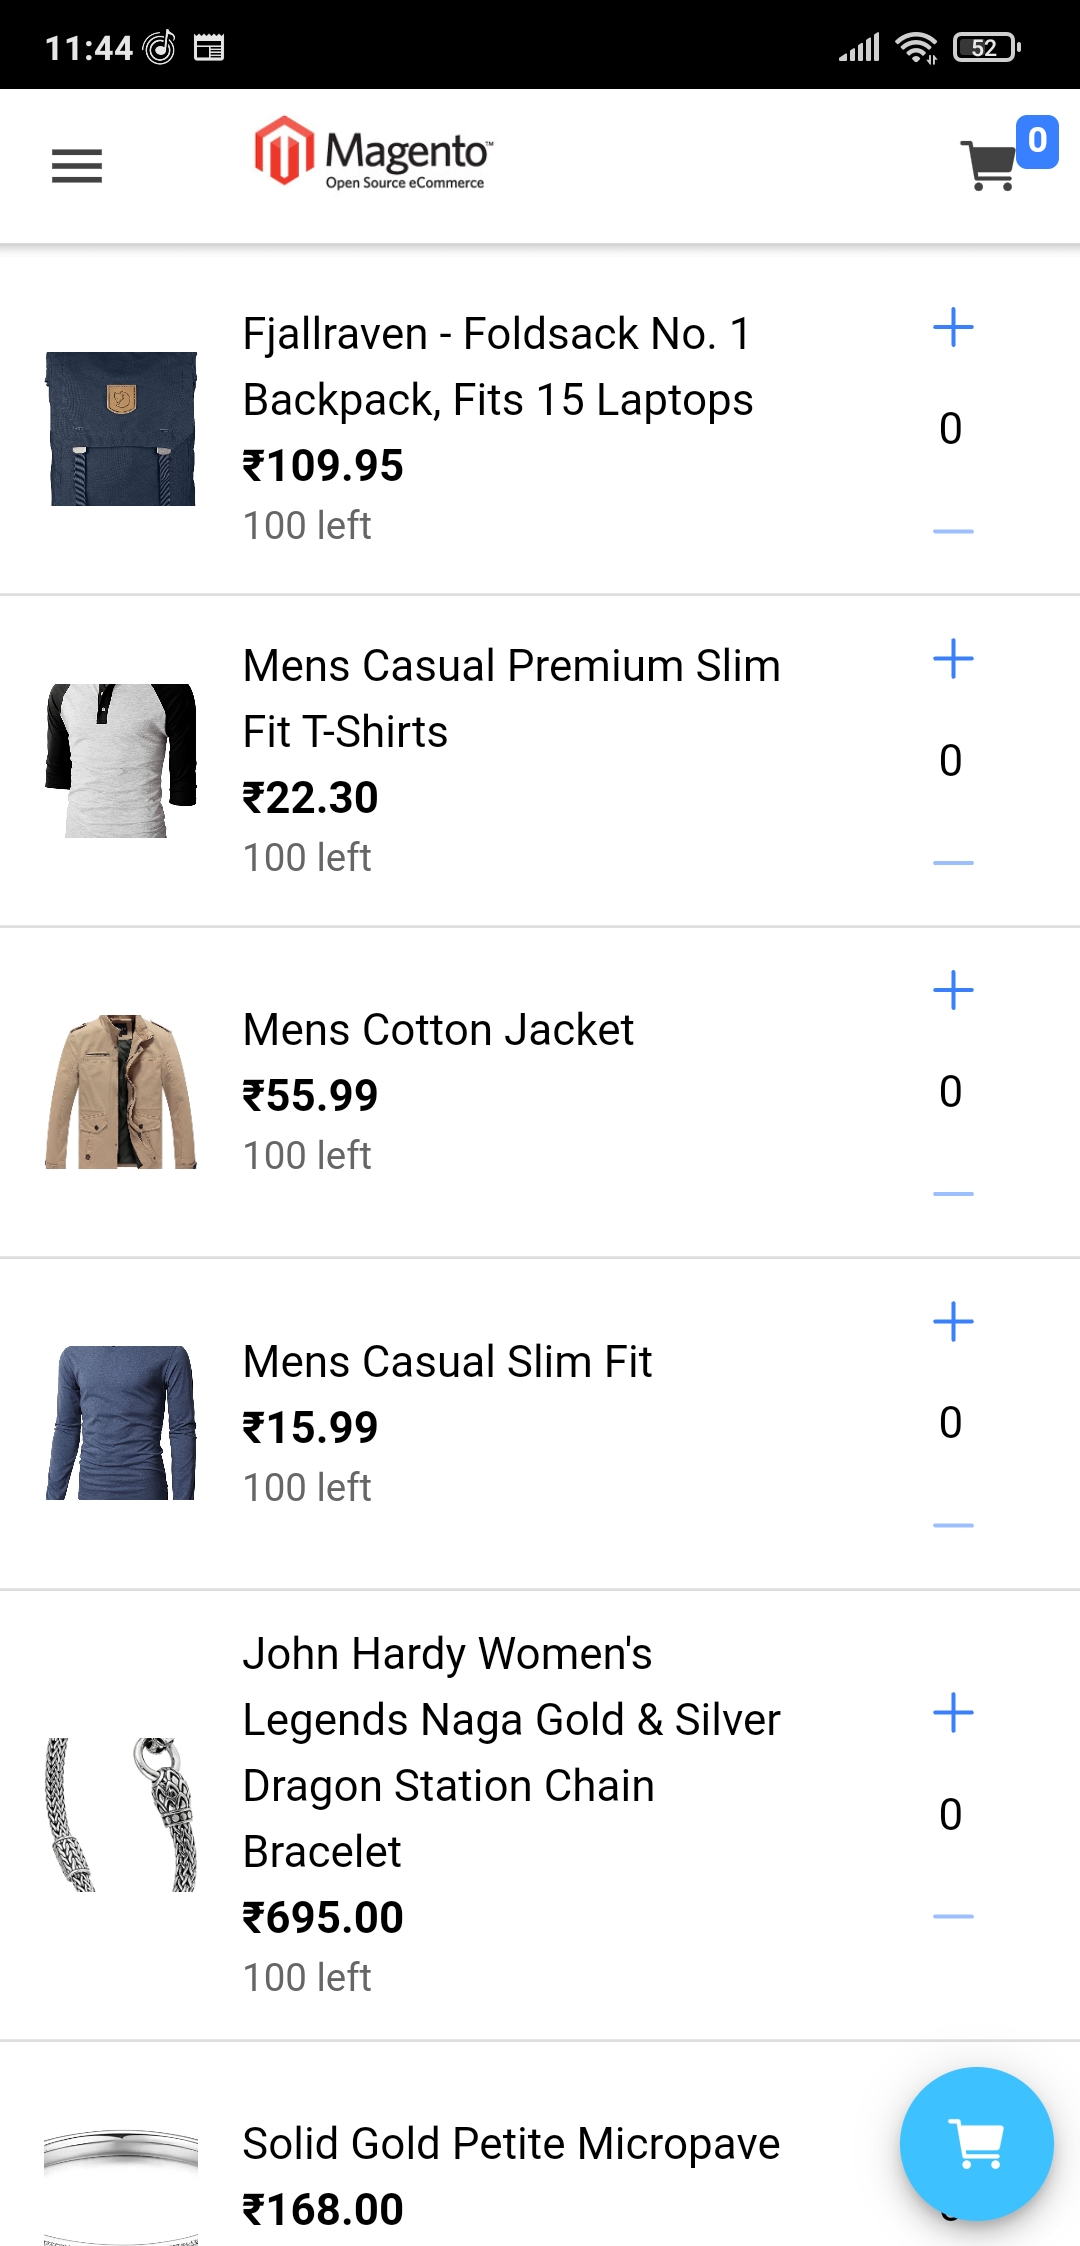 11:44
52
0
Magento™
Open Source eCommerce
Fjallraven - Foldsack No. 1
Backpack, Fits 15 Laptops
₹109.95
100 left
0
Mens Casual Premium Slim
Fit T-Shirts
₹22.30
100 left
0
Mens Cotton Jacket
₹55.99
100 left
0
Mens Casual Slim Fit
₹15.99
100 left
0
John Hardy Women's
Legends Naga Gold & Silver
Dragon Station Chain
Bracelet
₹695.00
100 left
0
Solid Gold Petite Micropave
₹168.00